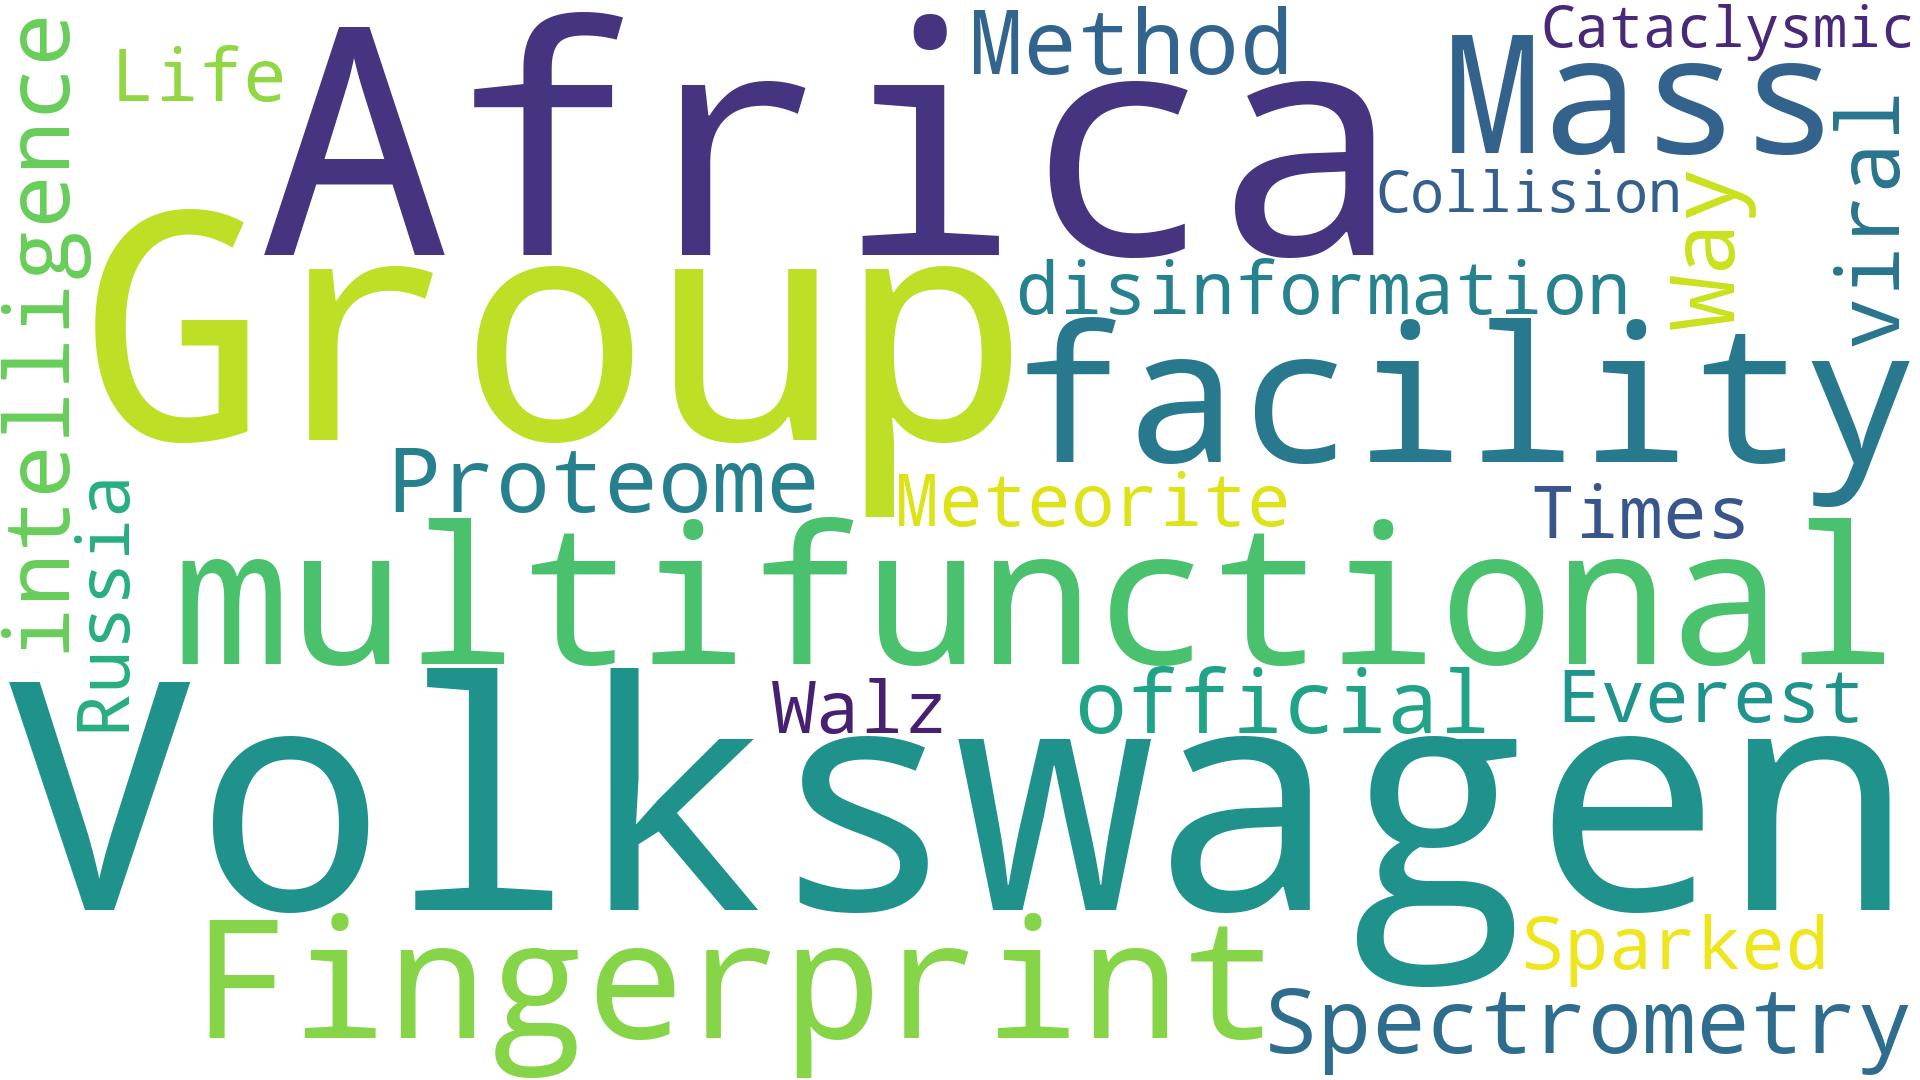 Cataclysmic
Life
Africa
Method
Mass
intelligence
viral
Collision
Way
Group
disinformation
facility
Proteome
Meteorite
Times
Russia
multifunctional
Walz
official
Everest
Volkswagen
Fingerprint
Sparked
Spectrometry